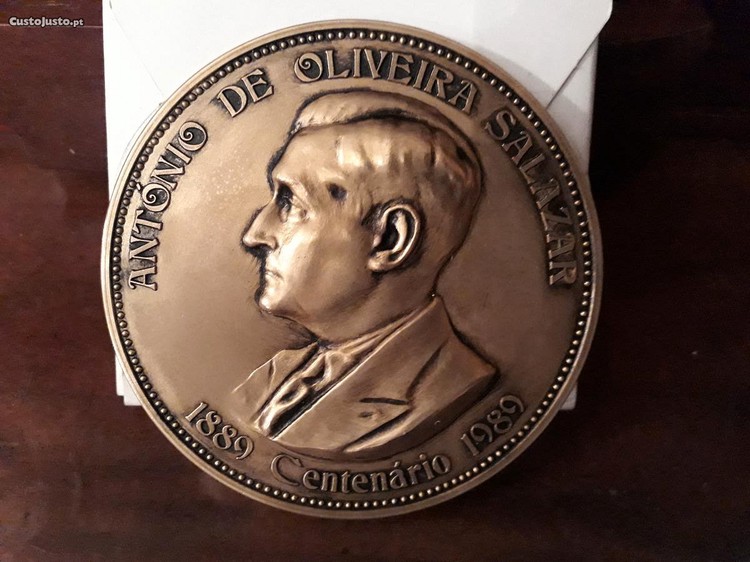 CustoJusto.pt
ANTÓNIO DE OLIVEIRA SALAZAR
1889 Centenário 1989